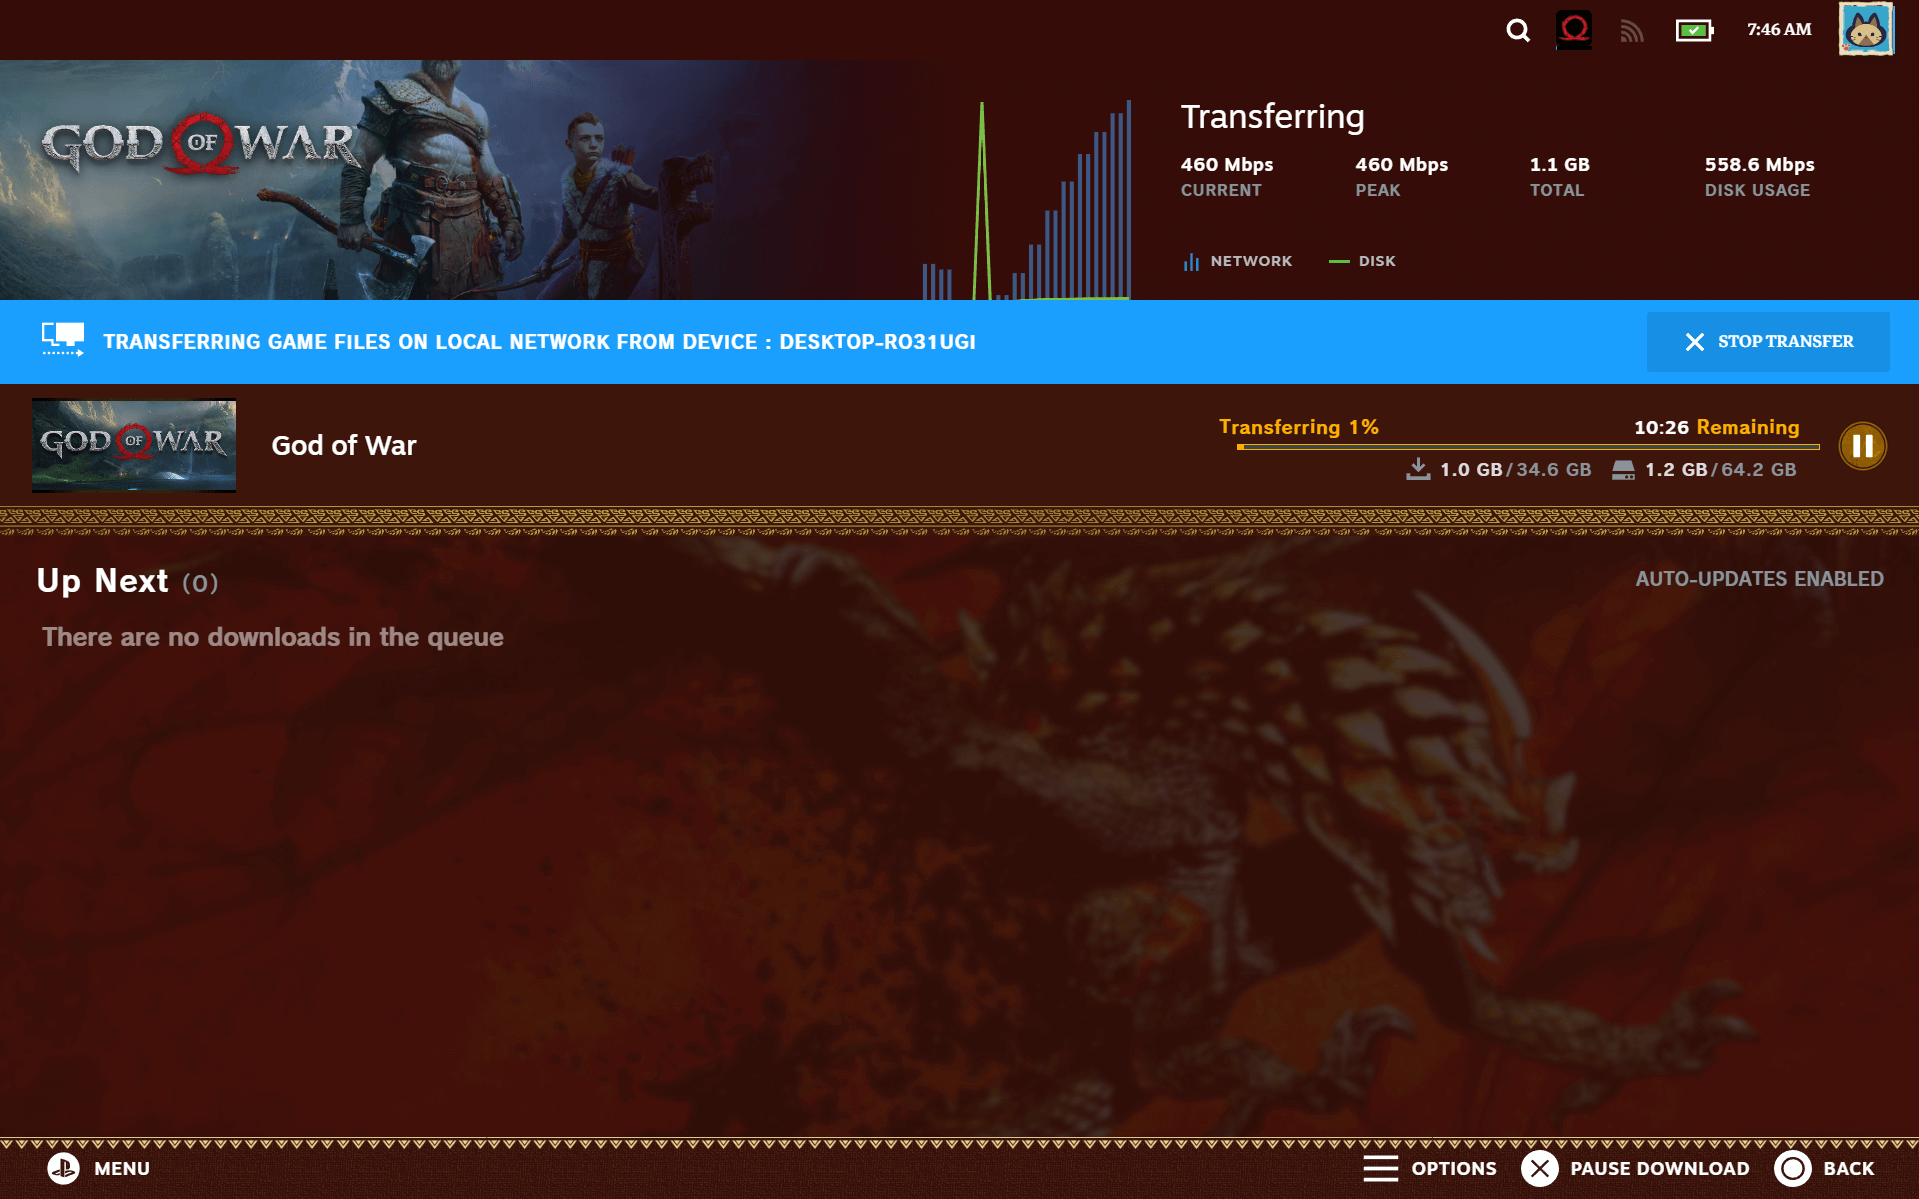 7:46 AM
GOD OF WAR
Transferring
460 Mbps 460 Mbps 1.1 GB 558.6 Mbps
CURRENT PEAK TOTAL DISK USAGE
NETWORK DISK
TRANSFERRING GAME FILES ON LOCAL NETWORK FROM DEVICE : DESKTOP-RO31UGI
STOP TRANSFER
GOD OF WAR
God of War
Transferring 1% 10:26 Remaining
1.0 GB/34.6 GB 1.2 GB/64.2 GB
Up Next (0)
AUTO-UPDATES ENABLED
There are no downloads in the queue
MENU OPTIONS PAUSE DOWNLOAD BACK